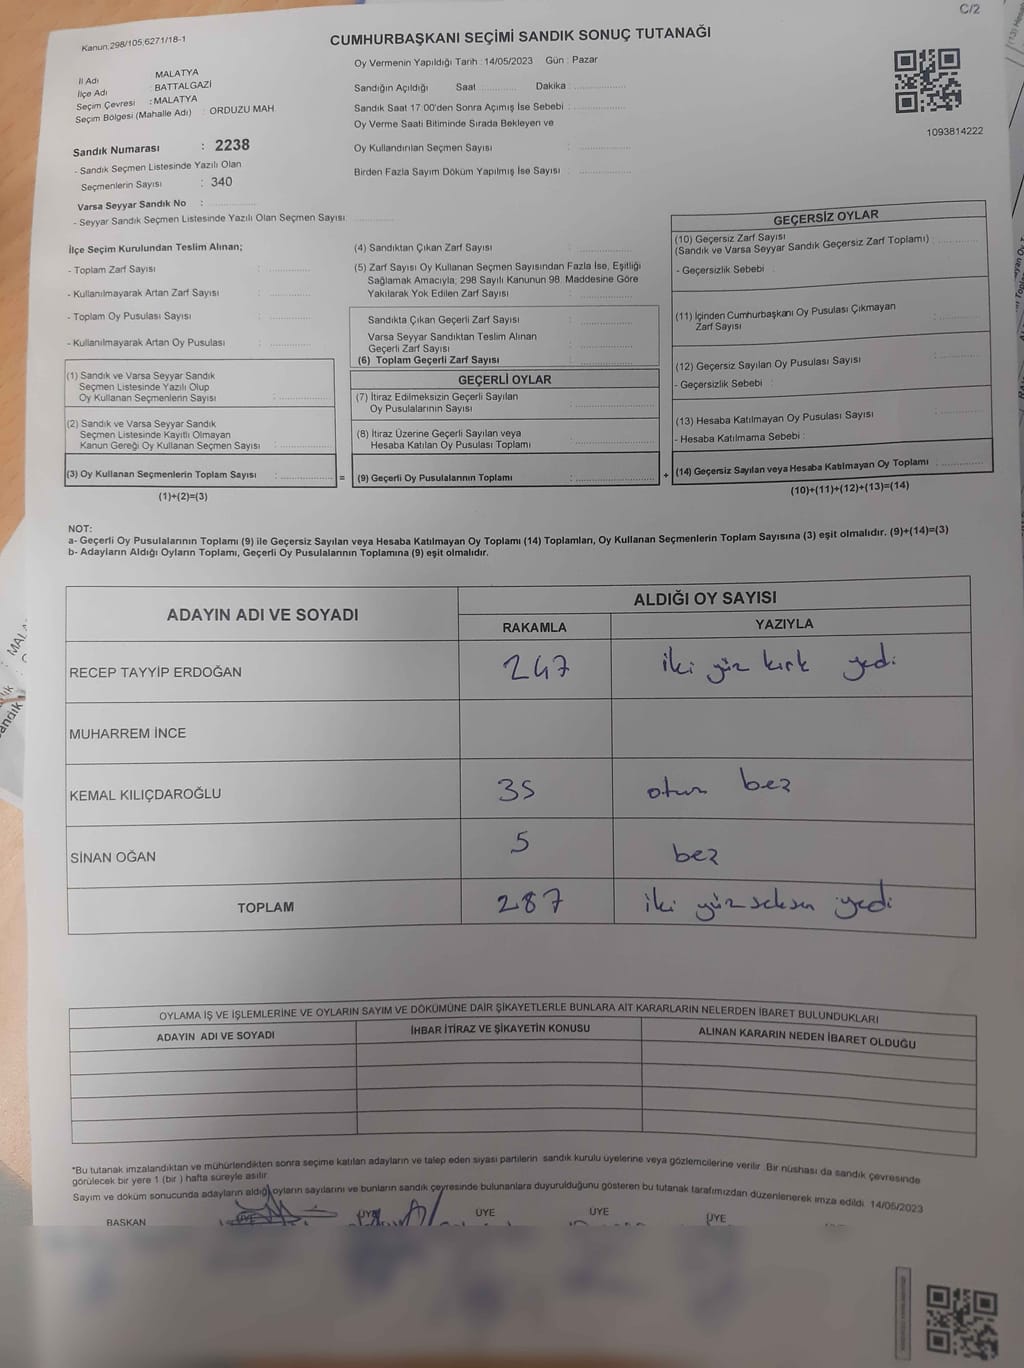 C/2
Kanun:298/105,6271/18-1
CUMHURBAŞKANI SEÇİMİ SANDIK SONUÇ TUTANAĞI
İl Adı MALATYA
İlçe Adı : BATTALGAZİ
Seçim Çevresi : MALATYA
Seçim Bölgesi (Mahalle Adı) : ORDUZU MAH.
Oy Vermenin Yapıldığı Tarih : 14/05/2023 Gün : Pazar
Sandığın Açıldığı Saat Dakika :
Sandık Saat 17:00'den Sonra Açımış İse Sebebi :
Oy Verme Saati Bitiminde Sırada Bekleyen ve
Oy Kullandırılan Seçmen Sayısı :
Birden Fazla Sayım Döküm Yapılmış İse Sayısı :
1093814222
Sandık Numarası : 2238
- Sandık Seçmen Listesinde Yazılı Olan
Seçmenlerin Sayısı : 340
Varsa Seyyar Sandık No :
- Seyyar Sandık Seçmen Listesinde Yazılı Olan Seçmen Sayısı:
İlçe Seçim Kurulundan Teslim Alınan;
- Toplam Zarf Sayısı :
- Kullanılmayarak Artan Zarf Sayısı :
- Toplam Oy Pusulası Sayısı :
- Kullanılmayarak Artan Oy Pusulası :
(1) Sandık ve Varsa Seyyar Sandık
Seçmen Listesinde Yazılı Olup
Oy Kullanan Seçmenlerin Sayısı :
(2) Sandık ve Varsa Seyyar Sandık
Seçmen Listesinde Kayıtlı Olmayan
Kanun Gereği Oy Kullanan Seçmen Sayısı :
(3) Oy Kullanan Seçmenlerin Toplam Sayısı :
(1)+(2)=(3)
(4) Sandıktan Çıkan Zarf Sayısı :
(5) Zarf Sayısı Oy Kullanan Seçmen Sayısından Fazla İse, Eşitliği
Sağlamak Amacıyla, 298 Sayılı Kanunun 98. Maddesine Göre
Yakılarak Yok Edilen Zarf Sayısı :
Sandıkta Çıkan Geçerli Zarf Sayısı :
Varsa Seyyar Sandıktan Teslim Alınan
Geçerli Zarf Sayısı :
(6) Toplam Geçerli Zarf Sayısı :
GEÇERLİ OYLAR
(7) İtiraz Edilmeksizin Geçerli Sayılan
Oy Pusulalarının Sayısı :
(8) İtiraz Üzerine Geçerli Sayılan veya
Hesaba Katılan Oy Pusulası Toplamı :
= (9) Geçerli Oy Pusulalarının Toplamı :
GEÇERSİZ OYLAR
(10) Geçersiz Zarf Sayısı
(Sandık ve Varsa Seyyar Sandık Geçersiz Zarf Toplamı) :
- Geçersizlik Sebebi :
(11) İçinden Cumhurbaşkanı Oy Pusulası Çıkmayan
Zarf Sayısı :
(12) Geçersiz Sayılan Oy Pusulası Sayısı :
- Geçersizlik Sebebi :
(13) Hesaba Katılmayan Oy Pusulası Sayısı :
- Hesaba Katılmama Sebebi :
+ (14) Geçersiz Sayılan veya Hesaba Katılmayan Oy Toplamı :
(10)+(11)+(12)+(13)=(14)
NOT:
a- Geçerli Oy Pusulalarının Toplamı (9) ile Geçersiz Sayılan veya Hesaba Katılmayan Oy Toplamı (14) Toplamları, Oy Kullanan Seçmenlerin Toplam Sayısına (3) eşit olmalıdır. (9)+(14)=(3)
b- Adayların Aldığı Oyların Toplamı, Geçerli Oy Pusulalarının Toplamına (9) eşit olmalıdır.
ADAYIN ADI VE SOYADI ALDIĞI OY SAYISI
RAKAMLA YAZIYLA
RECEP TAYYİP ERDOĞAN 247 iki yüz kırk yedi
MUHARREM İNCE
KEMAL KILIÇDAROĞLU 35 otuz beş
SİNAN OĞAN 5 beş
TOPLAM 287 iki yüz seksen yedi
OYLAMA İŞ VE İŞLEMLERİNE VE OYLARIN SAYIM VE DÖKÜMÜNE DAİR ŞİKAYETLERLE BUNLARA AİT KARARLARIN NELERDEN İBARET BULUNDUKLARI
ADAYIN ADI VE SOYADI İHBAR İTİRAZ VE ŞİKAYETİN KONUSU ALINAN KARARIN NEDEN İBARET OLDUĞU
*Bu tutanak imzalandıktan ve mühürlendikten sonra seçime katılan adayların ve talep eden siyasi partilerin sandık kurulu üyelerine veya gözlemcilerine verilir. Bir nüshası da sandık çevresinde
görülecek bir yere 1 (bir) hafta süreyle asılır.
Sayım ve döküm sonucunda adayların aldığı oyların sayılarını ve bunların sandık çevresinde bulunanlara duyurulduğunu gösteren bu tutanak tarafımızdan düzenlenerek imza edildi. 14/05/2023
BAŞKAN ÜYE ÜYE ÜYE ÜYE ÜYE